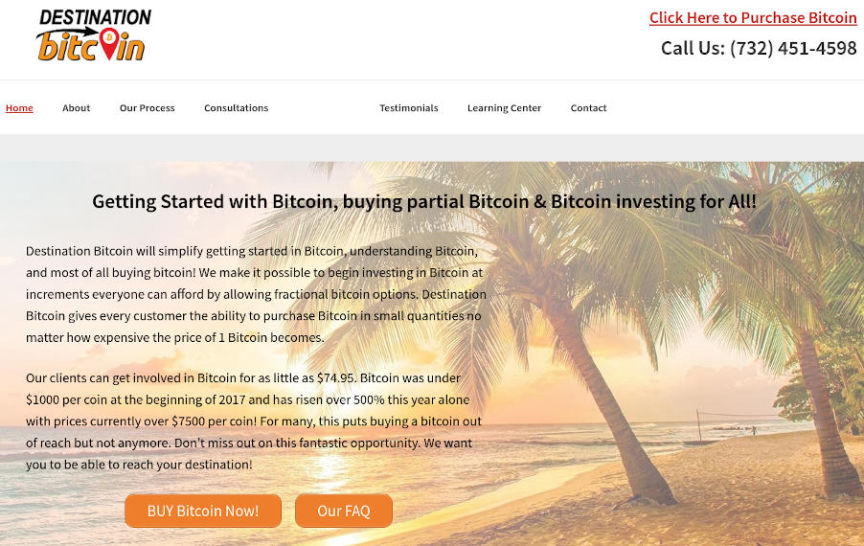 DESTINATION
bitcoin
Click Here to Purchase Bitcoin
Call Us: (732) 451-4598
Home About Our Process Consultations Testimonials Learning Center Contact
Getting Started with Bitcoin, buying partial Bitcoin & Bitcoin investing for All!
Destination Bitcoin will simplify getting started in Bitcoin, understanding Bitcoin,
and most of all buying bitcoin! We make it possible to begin investing in Bitcoin at
increments everyone can afford by allowing fractional bitcoin options. Destination
Bitcoin gives every customer the ability to purchase Bitcoin in small quantities no
matter how expensive the price of 1 Bitcoin becomes.
Our clients can get involved in Bitcoin for as little as $74.95. Bitcoin was under
$1000 per coin at the beginning of 2017 and has risen over 500% this year alone
with prices currently over $7500 per coin! For many, this puts buying a bitcoin out
of reach but not anymore. Don't miss out on this fantastic opportunity. We want
you to be able to reach your destination!
BUY Bitcoin Now! Our FAQ